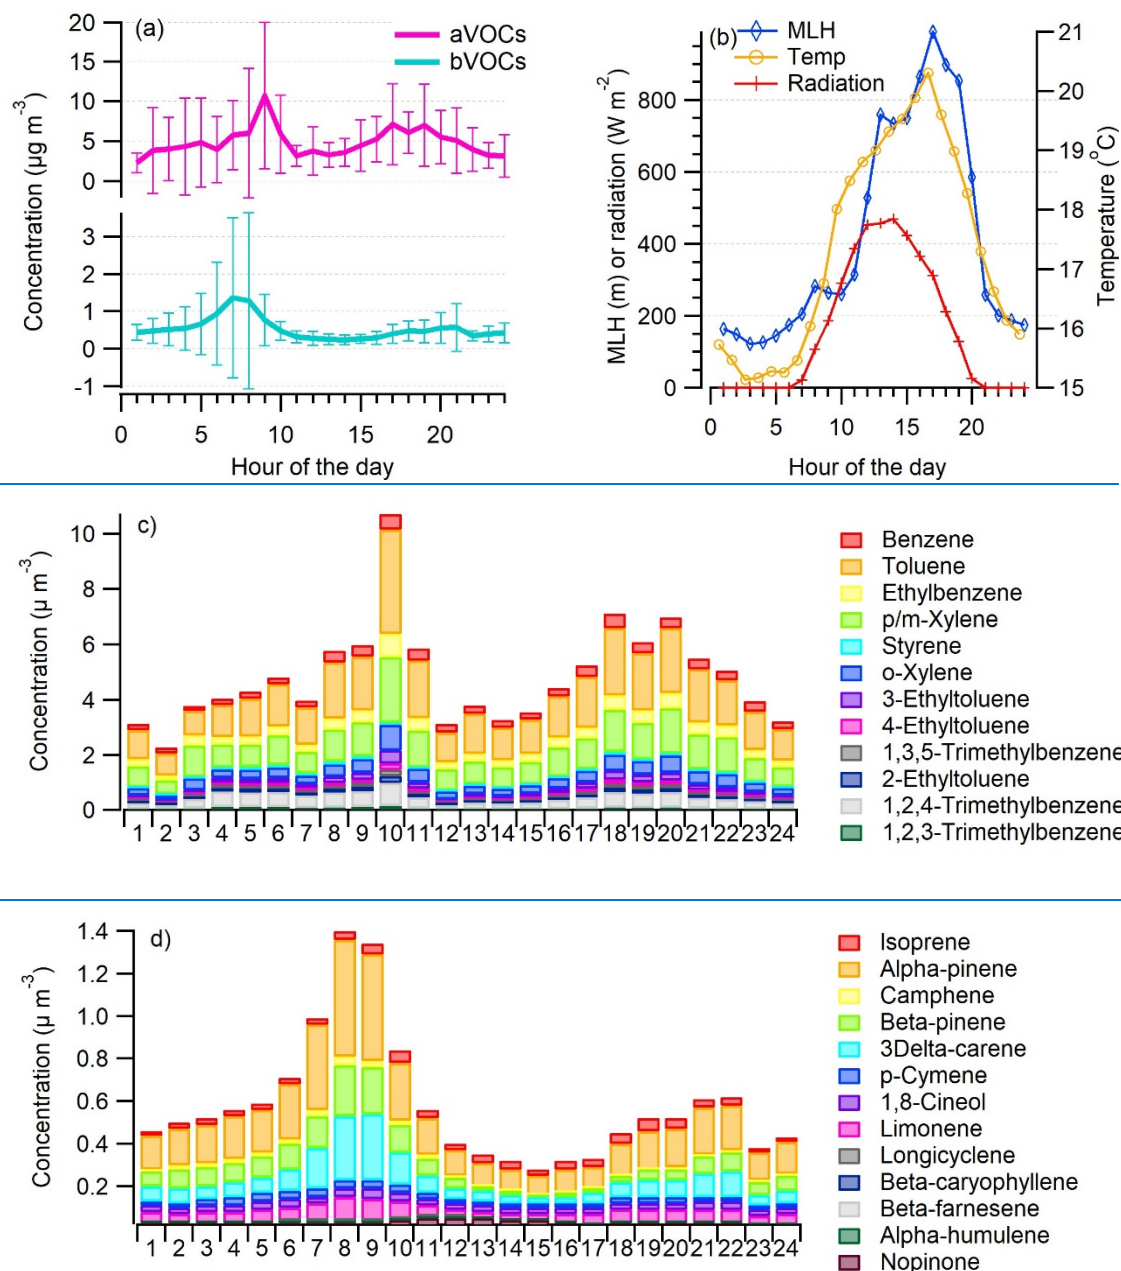 (a)
aVOCs
bVOCs
Concentration (µg m-3)
20
15
10
5
0
3
2
1
0
-1
0 5 10 15 20
Hour of the day
(b)
MLH
Temp
Radiation
MLH (m) or radiation (W m-2)
800
600
400
200
0
21
20
19
18
17
16
15
Temperature (°C)
0 5 10 15 20
Hour of the day
c)
Concentration (µ m-3)
10
8
6
4
2
0
1 2 3 4 5 6 7 8 9 10 11 12 13 14 15 16 17 18 19 20 21 22 23 24
Benzene
Toluene
Ethylbenzene
p/m-Xylene
Styrene
o-Xylene
3-Ethyltoluene
4-Ethyltoluene
1,3,5-Trimethylbenzene
2-Ethyltoluene
1,2,4-Trimethylbenzene
1,2,3-Trimethylbenzene
d)
Concentration (µ m-3)
1.4
1.2
1.0
0.8
0.6
0.4
0.2
1 2 3 4 5 6 7 8 9 10 11 12 13 14 15 16 17 18 19 20 21 22 23 24
Isoprene
Alpha-pinene
Camphene
Beta-pinene
3Delta-carene
p-Cymene
1,8-Cineol
Limonene
Longicyclene
Beta-caryophyllene
Beta-farnesene
Alpha-humulene
Nopinone